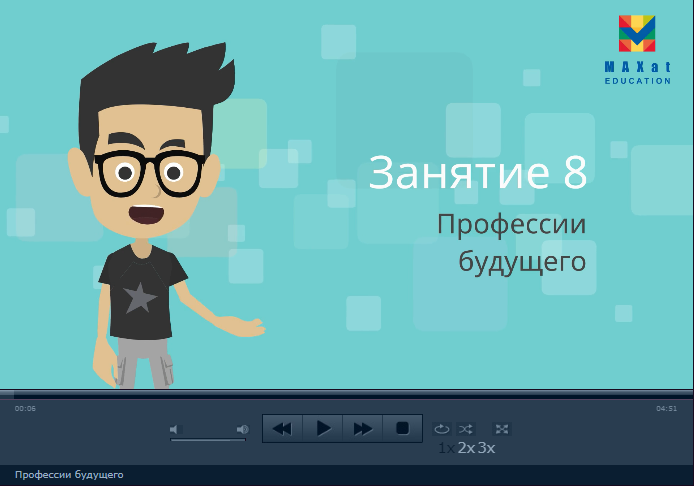 MAXat
EDUCATION
Занятие 8
Профессии
будущего
00:06
04:51
1x 2x 3x
Профессии будущего